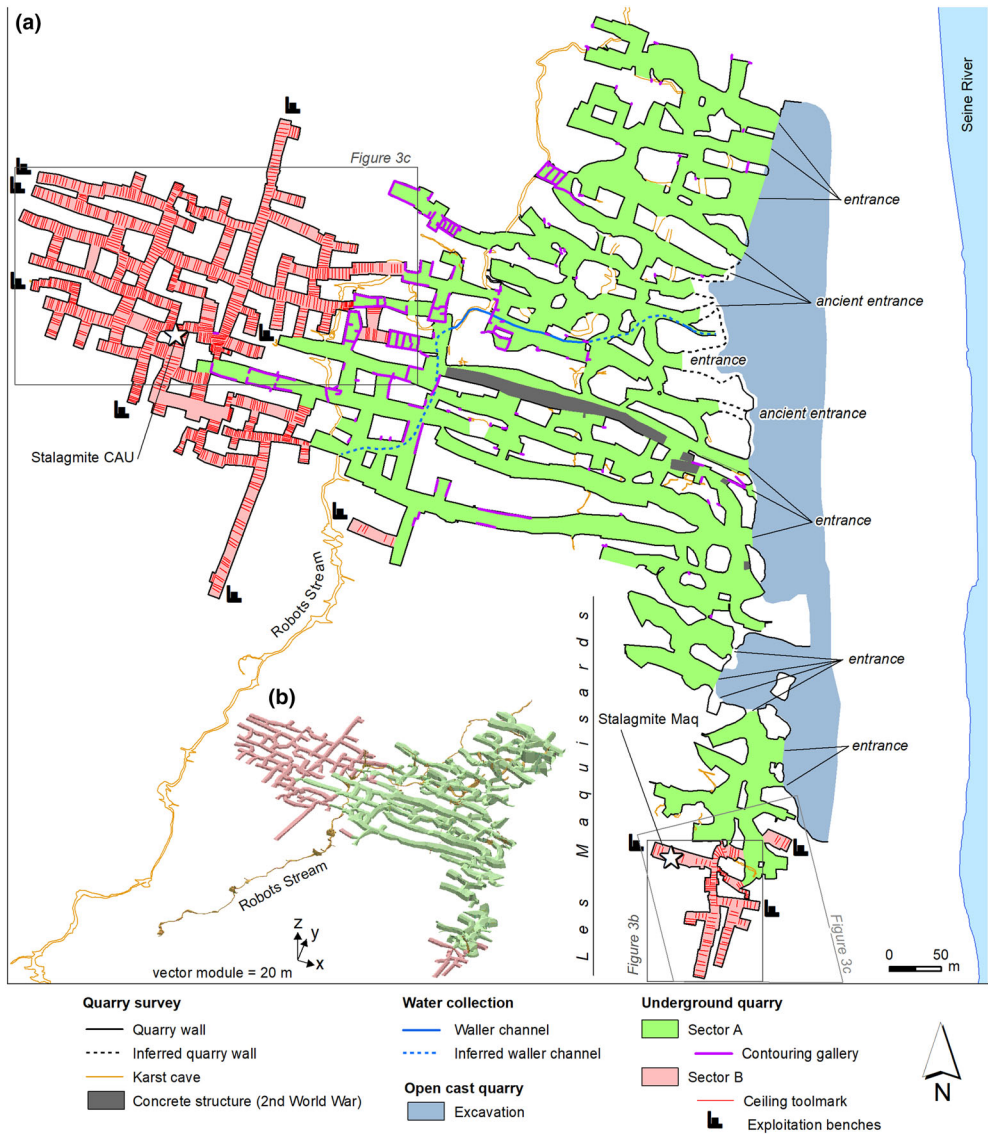 (a)
Seine River
Figure 3c
entrance
ancient entrance
entrance
ancient entrance
Stalagmite CAU
entrance
Robots Stream
Les Maquisards
entrance
(b)
Stalagmite Maq
entrance
Robots Stream
z
y
x
vector module = 20 m
Figure 3b
Figure 3c
0 50
m
Quarry survey
Quarry wall
Inferred quarry wall
Karst cave
Concrete structure (2nd World War)
Water collection
Waller channel
Inferred waller channel
Open cast quarry
Excavation
Underground quarry
Sector A
Contouring gallery
Sector B
Ceiling toolmark
Exploitation benches
N